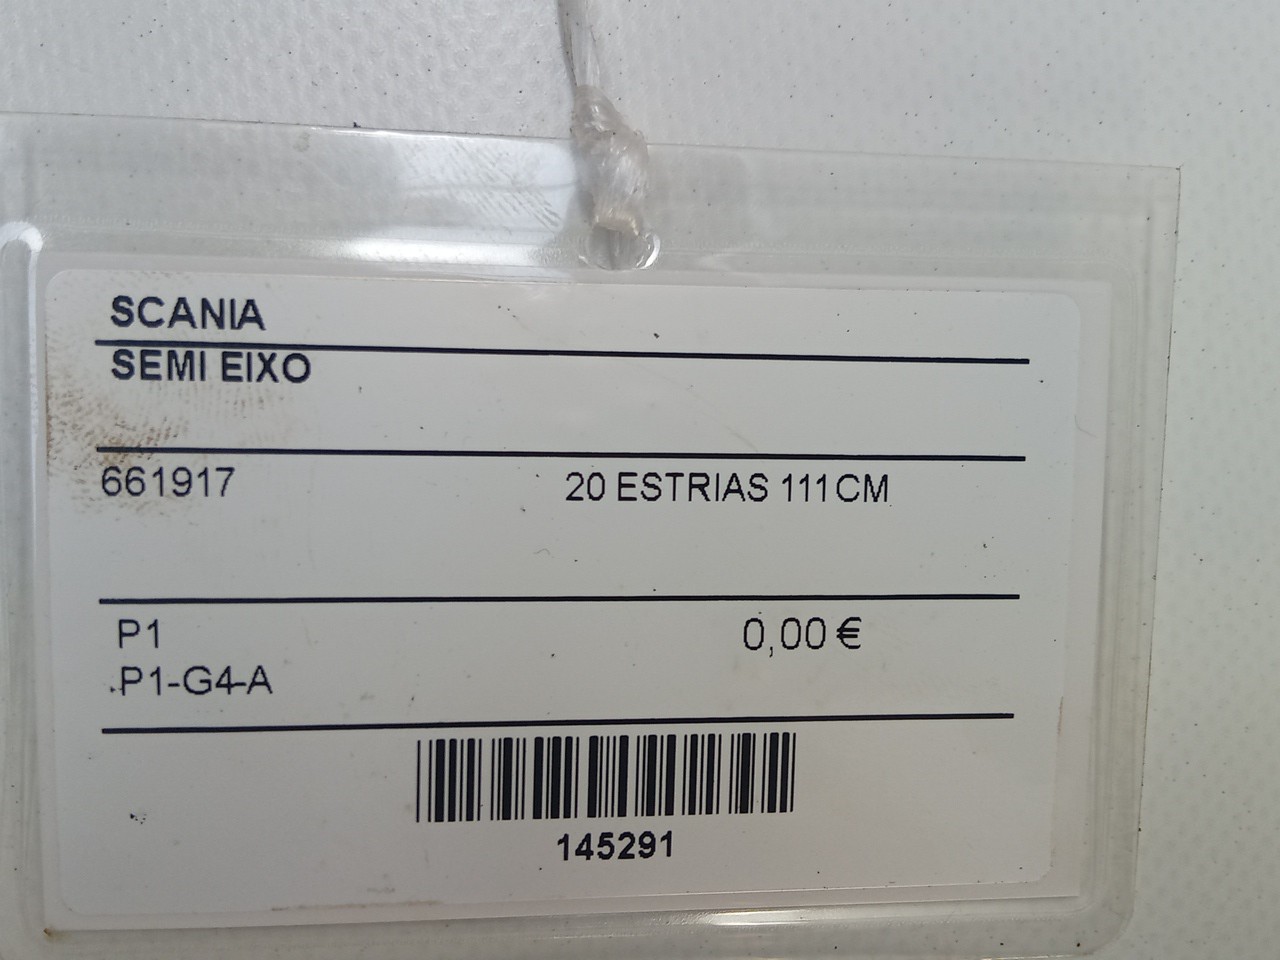 SCANIA
SEMI EIXO
661917 20 ESTRIAS 111CM
P1 0,00€
.P1-G4-A
145291